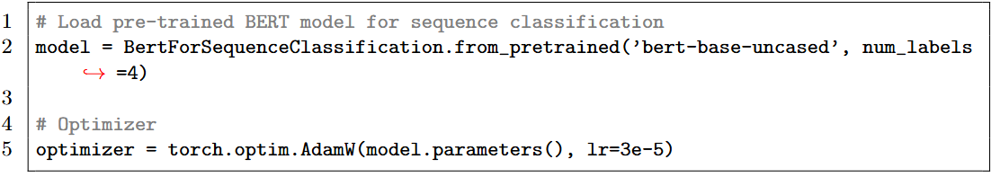 1 # Load pre-trained BERT model for sequence classification
2 model = BertForSequenceClassification.from_pretrained(’bert-base-uncased’, num_labels
↪ =4)
3
4 # Optimizer
5 optimizer = torch.optim.AdamW(model.parameters(), lr=3e-5)